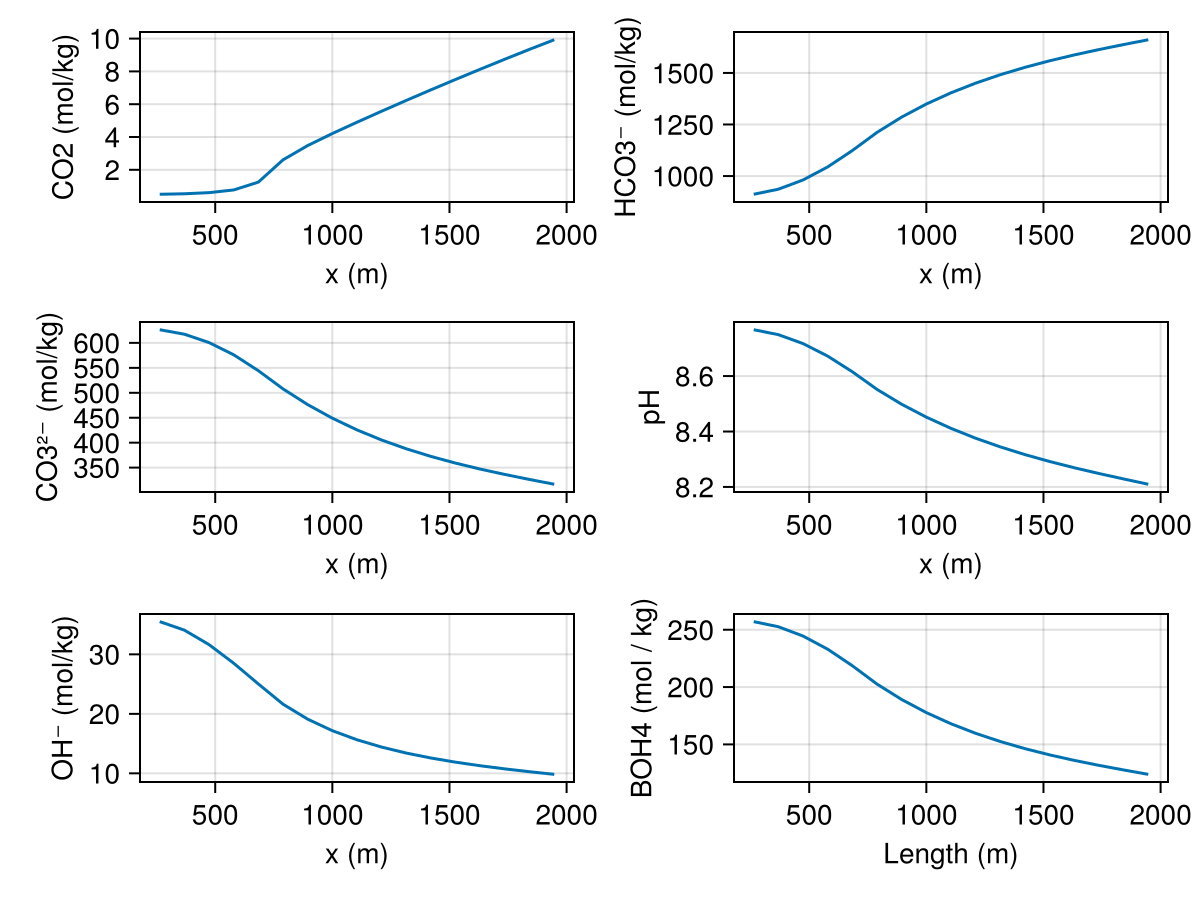 CO2 (mol/kg)
10
8
6
4
2
500 1000 1500 2000
x (m)
HCO3⁻ (mol/kg)
1500
1250
1000
500 1000 1500 2000
x (m)
CO3²⁻ (mol/kg)
600
550
500
450
400
350
500 1000 1500 2000
x (m)
pH
8.6
8.4
8.2
500 1000 1500 2000
x (m)
OH⁻ (mol/kg)
30
20
10
500 1000 1500 2000
x (m)
BOH4 (mol / kg)
250
200
150
500 1000 1500 2000
Length (m)